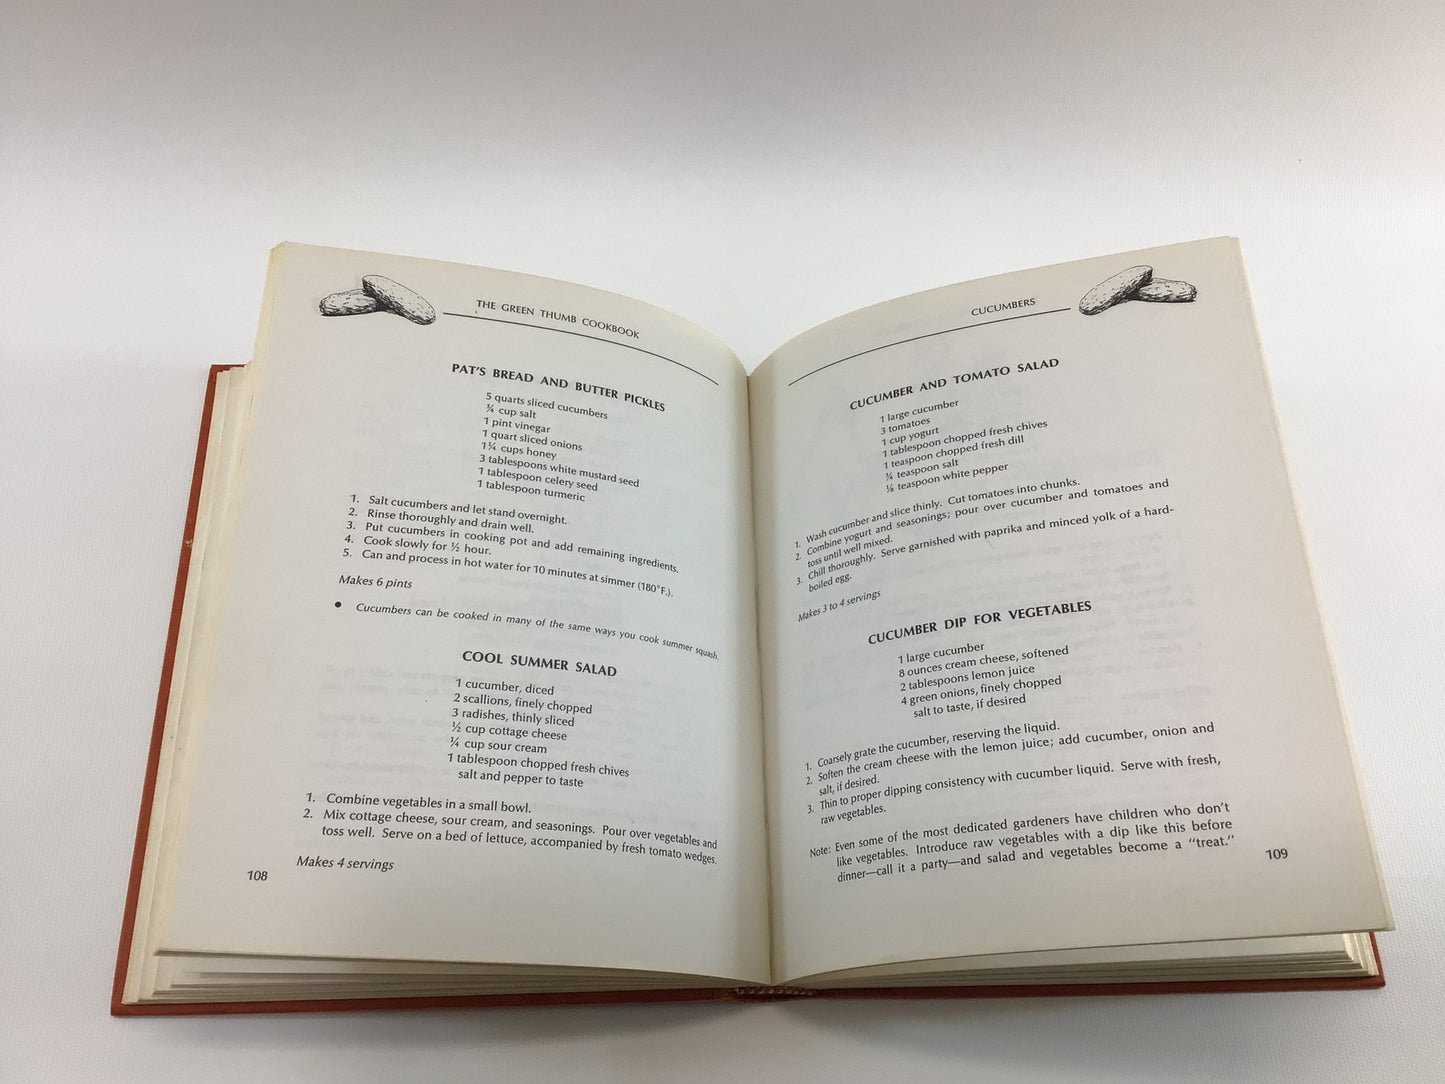 THE GREEN THUMB COOKBOOK
PAT'S BREAD AND BUTTER PICKLES
5 quarts sliced cucumbers
¾ cup salt
1 pint vinegar
1 quart sliced onions
1¼ cups honey
3 tablespoons white mustard seed
1 tablespoon celery seed
1 tablespoon turmeric
1. Salt cucumbers and let stand overnight.
2. Rinse thoroughly and drain well.
3. Put cucumbers in cooking pot and add remaining ingredients.
4. Cook slowly for ½ hour.
5. Can and process in hot water for 10 minutes at simmer (180°F.).
Makes 6 pints
• Cucumbers can be cooked in many of the same ways you cook summer squash.
COOL SUMMER SALAD
1 cucumber, diced
2 scallions, finely chopped
3 radishes, thinly sliced
½ cup cottage cheese
¼ cup sour cream
1 tablespoon chopped fresh chives
salt and pepper to taste
1. Combine vegetables in a small bowl.
2. Mix cottage cheese, sour cream, and seasonings. Pour over vegetables and
toss well. Serve on a bed of lettuce, accompanied by fresh tomato wedges.
Makes 4 servings
108
CUCUMBERS
CUCUMBER AND TOMATO SALAD
1 large cucumber
3 tomatoes
1 cup yogurt
1 tablespoon chopped fresh chives
1 teaspoon chopped fresh dill
¾ teaspoon salt
⅛ teaspoon white pepper
1. Wash cucumber and slice thinly. Cut tomatoes into chunks.
2. Combine yogurt and seasonings; pour over cucumber and tomatoes and
toss until well mixed.
3. Chill thoroughly. Serve garnished with paprika and minced yolk of a hard-
boiled egg.
Makes 3 to 4 servings
CUCUMBER DIP FOR VEGETABLES
1 large cucumber
8 ounces cream cheese, softened
2 tablespoons lemon juice
4 green onions, finely chopped
salt to taste, if desired
1. Coarsely grate the cucumber, reserving the liquid.
2. Soften the cream cheese with the lemon juice; add cucumber, onion and
salt, if desired.
3. Thin to proper dipping consistency with cucumber liquid. Serve with fresh,
raw vegetables.
Note: Even some of the most dedicated gardeners have children who don't
like vegetables. Introduce raw vegetables with a dip like this before
dinner—call it a party—and salad and vegetables become a "treat."
109